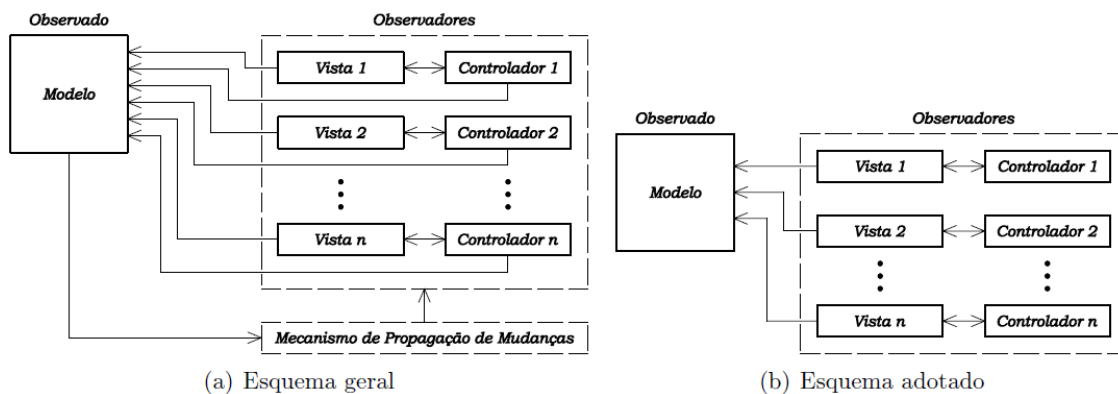 Observado
Observadores
Modelo
Vista 1
Controlador 1
Vista 2
Controlador 2
Vista n
Controlador n
Mecanismo de Propagação de Mudanças
(a) Esquema geral
Observado
Observadores
Modelo
Vista 1
Controlador 1
Vista 2
Controlador 2
Vista n
Controlador n
(b) Esquema adotado